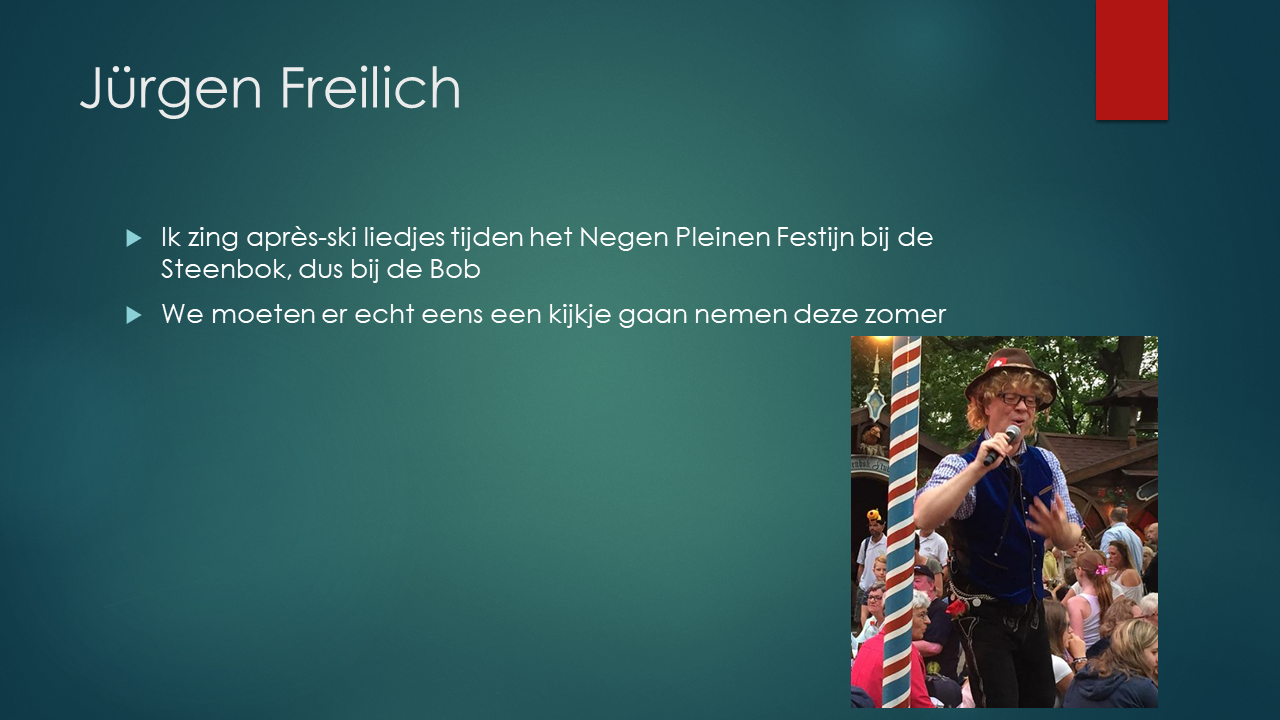 Jürgen Freilich
Ik zing après-ski liedjes tijden het Negen Pleinen Festijn bij de
Steenbok, dus bij de Bob
We moeten er echt eens een kijkje gaan nemen deze zomer